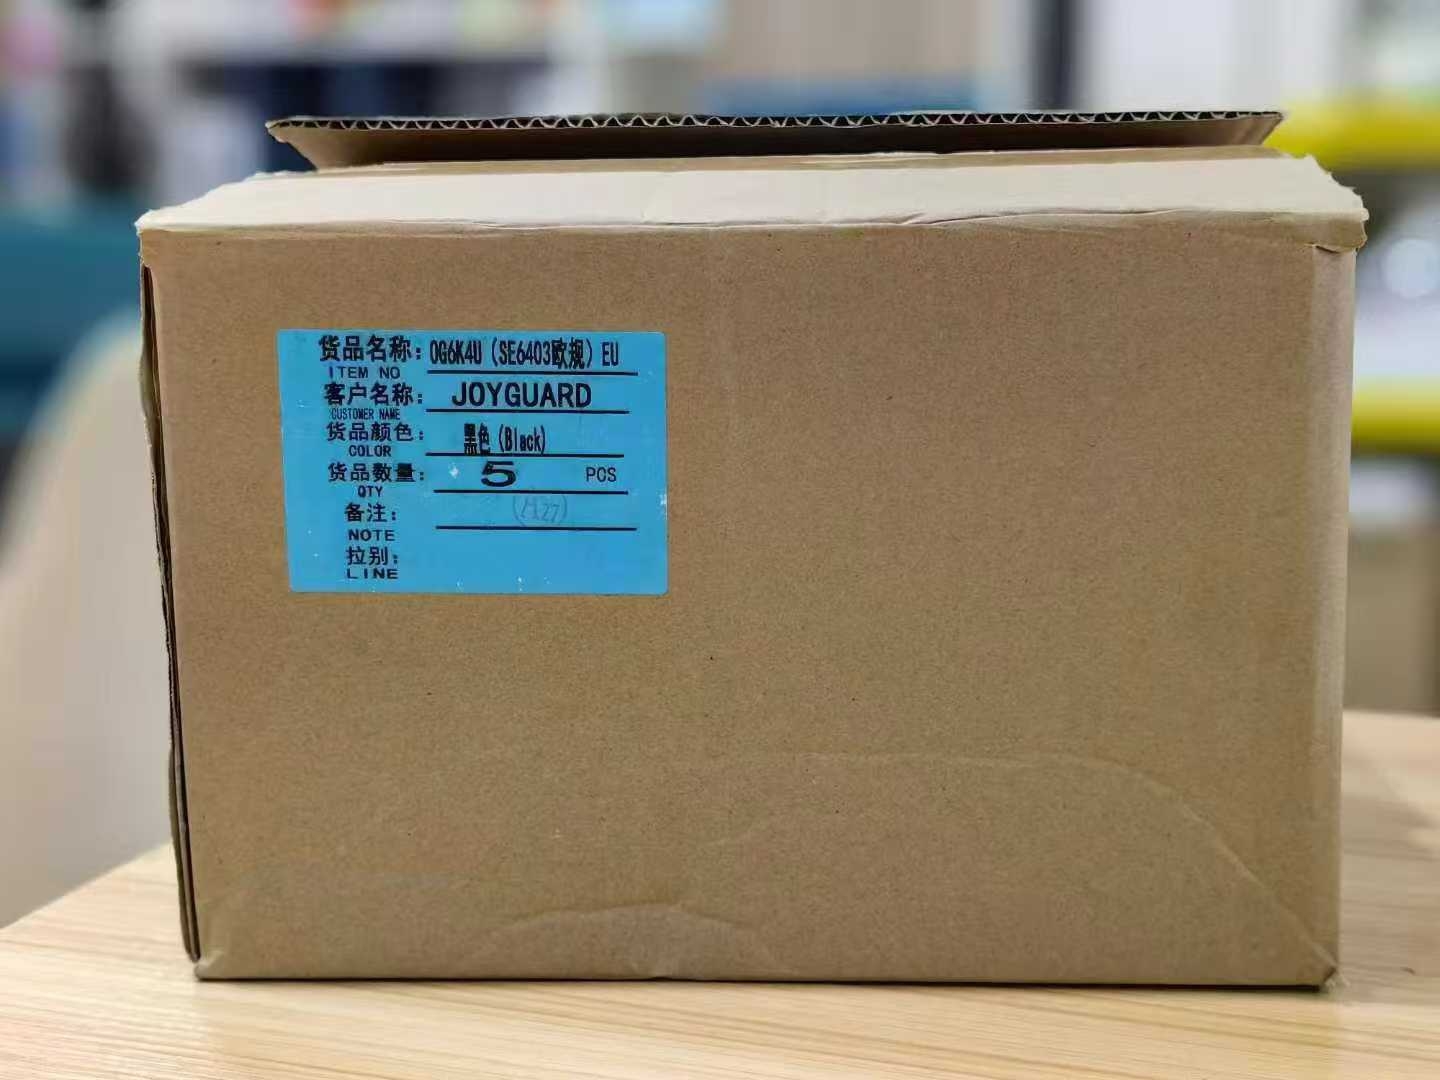 货品名称：OG6K4U (SE6403欧规) EU
ITEM NO
客户名称：JOYGUARD
CUSTOMER NAME
货品颜色：黑色(Black)
COLOR
货品数量：5 PCS
QTY
备注：
NOTE
拉别：
LINE